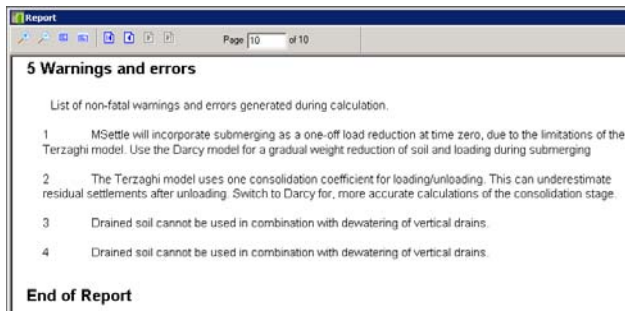 Report
Page 10 of 10
5 Warnings and errors
List of non-fatal warnings and errors generated during calculation.
1 MSettle will incorporate submerging as a one-off load reduction at time zero, due to the limitations of the
Terzaghi model. Use the Darcy model for a gradual weight reduction of soil and loading during submerging
2 The Terzaghi model uses one consolidation coefficient for loading/unloading. This can underestimate
residual settlements after unloading. Switch to Darcy for, more accurate calculations of the consolidation stage.
3 Drained soil cannot be used in combination with dewatering of vertical drains.
4 Drained soil cannot be used in combination with dewatering of vertical drains.
End of Report